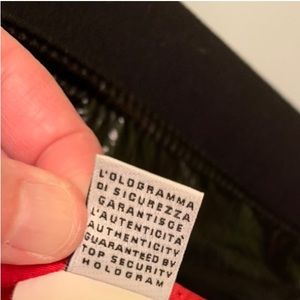 L'OLOGRAMMA
DI SICUREZZA
GARANTISCE
L'AUTENTICITA'
AUTHENTICITY
GUARANTEED BY
TOP SECURITY
HOLOGRAM